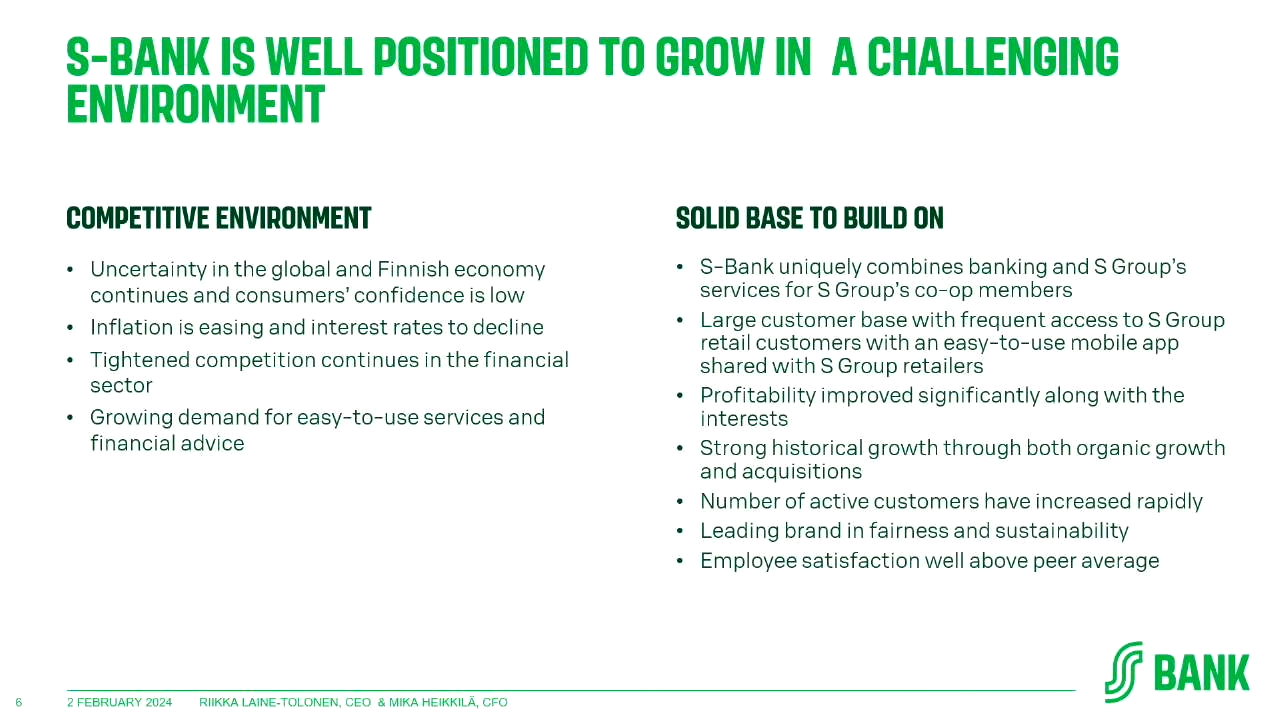 S-BANK IS WELL POSITIONED TO GROW IN A CHALLENGING
ENVIRONMENT
COMPETITIVE ENVIRONMENT
• Uncertainty in the global and Finnish economy
continues and consumers' confidence is low
• Inflation is easing and interest rates to decline
• Tightened competition continues in the financial
sector
• Growing demand for easy-to-use services and
financial advice
SOLID BASE TO BUILD ON
• S-Bank uniquely combines banking and S Group's
services for S Group's co-op members
• Large customer base with frequent access to S Group
retail customers with an easy-to-use mobile app
shared with S Group retailers
• Profitability improved significantly along with the
interests
• Strong historical growth through both organic growth
and acquisitions
• Number of active customers have increased rapidly
• Leading brand in fairness and sustainability
• Employee satisfaction well above peer average
BANK
6 2 FEBRUARY 2024 RIIKKA LAINE-TOLONEN, CEO & MIKA HEIKKILÄ, CFO